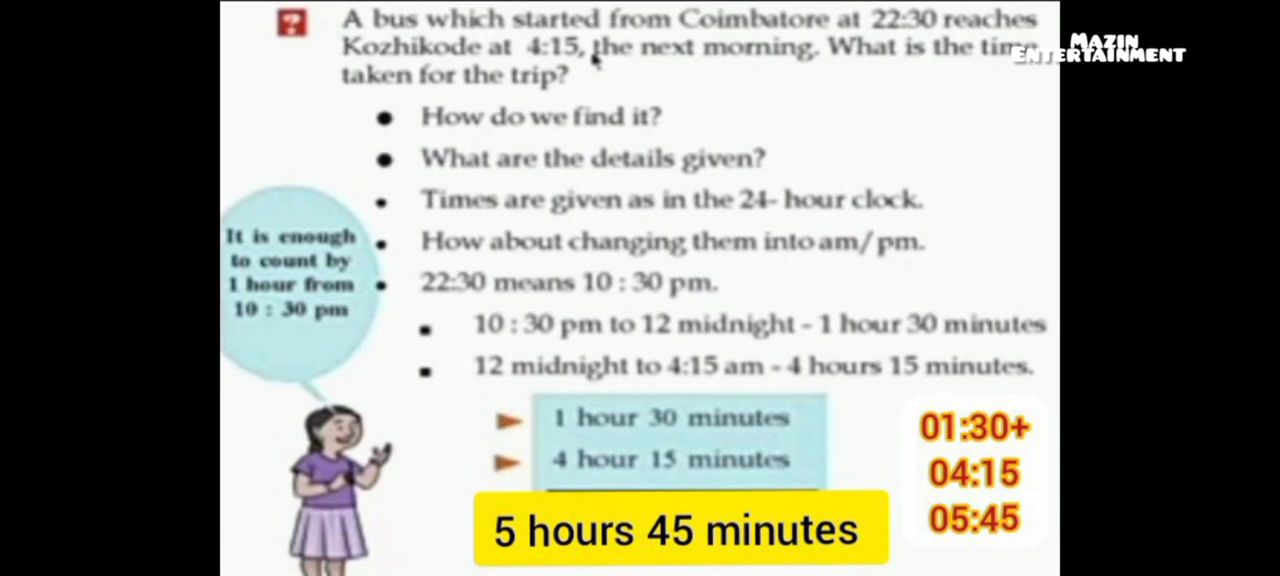 ?
A bus which started from Coimbatore at 22:30 reaches
Kozhikode at 4:15, the next morning. What is the time
taken for the trip?
MAZIN
ENTERTAINMENT
• How do we find it?
• What are the details given?
• Times are given as in the 24- hour clock.
• How about changing them into am/pm.
• 22:30 means 10 : 30 pm.
▪ 10 : 30 pm to 12 midnight - 1 hour 30 minutes
▪ 12 midnight to 4:15 am - 4 hours 15 minutes.
It is enough
to count by
1 hour from
10 : 30 pm
► 1 hour 30 minutes
► 4 hour 15 minutes
5 hours 45 minutes
01:30+
04:15
05:45